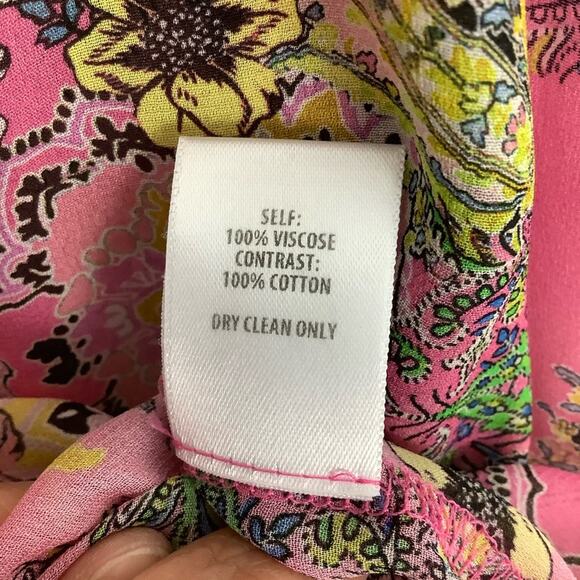 SELF:
100% VISCOSE
CONTRAST:
100% COTTON
DRY CLEAN ONLY